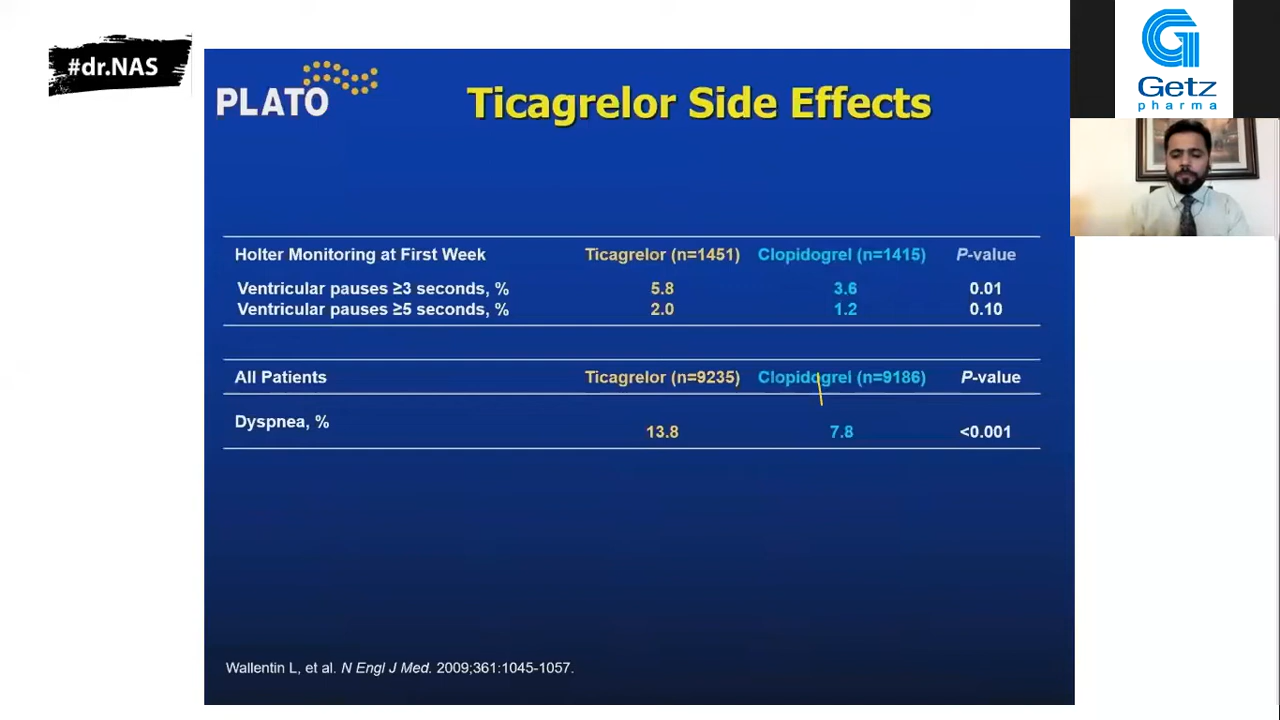 #dr.NAS
PLATO
Ticagrelor Side Effects
Getz
pharma
Holter Monitoring at First Week Ticagrelor (n=1451) Clopidogrel (n=1415) P-value
Ventricular pauses ≥3 seconds, % 5.8 3.6 0.01
Ventricular pauses ≥5 seconds, % 2.0 1.2 0.10
All Patients Ticagrelor (n=9235) Clopidogrel (n=9186) P-value
Dyspnea, %
13.8 7.8 <0.001
Wallentin L, et al. N Engl J Med. 2009;361:1045-1057.